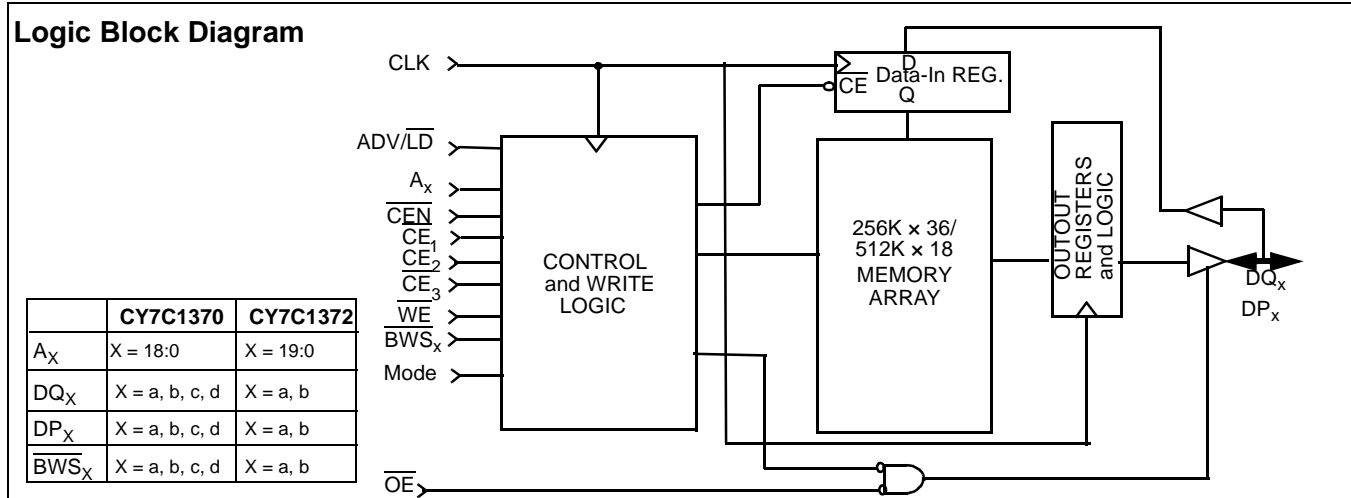 Logic Block Diagram
CLK
D
CE Data-In REG.
Q
ADV/LD
Ax
CEN
CE1
CE2
CE3
WE
BWSx
Mode
OE
CONTROL
and WRITE
LOGIC
256K × 36/
512K × 18
MEMORY
ARRAY
OUTOUT
REGISTERS
and LOGIC
DQx
DPx
CY7C1370 CY7C1372
AX X = 18:0 X = 19:0
DQX X = a, b, c, d X = a, b
DPX X = a, b, c, d X = a, b
BWSX X = a, b, c, d X = a, b